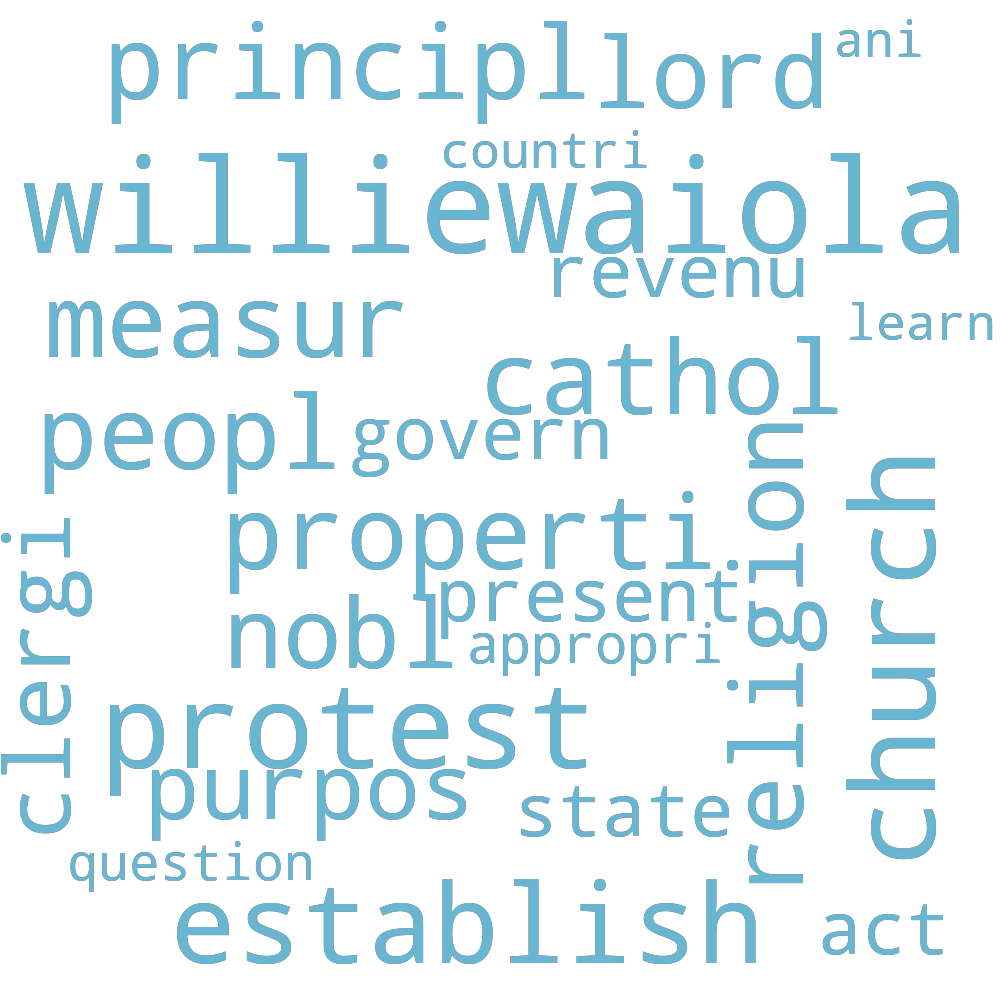 principl lord ani
countri
williewaiola
revenu
measur learn
cathol
peopl govern
religion
church
properti
clergi
present
nobl appropri
protest
purpos state
question
establish act